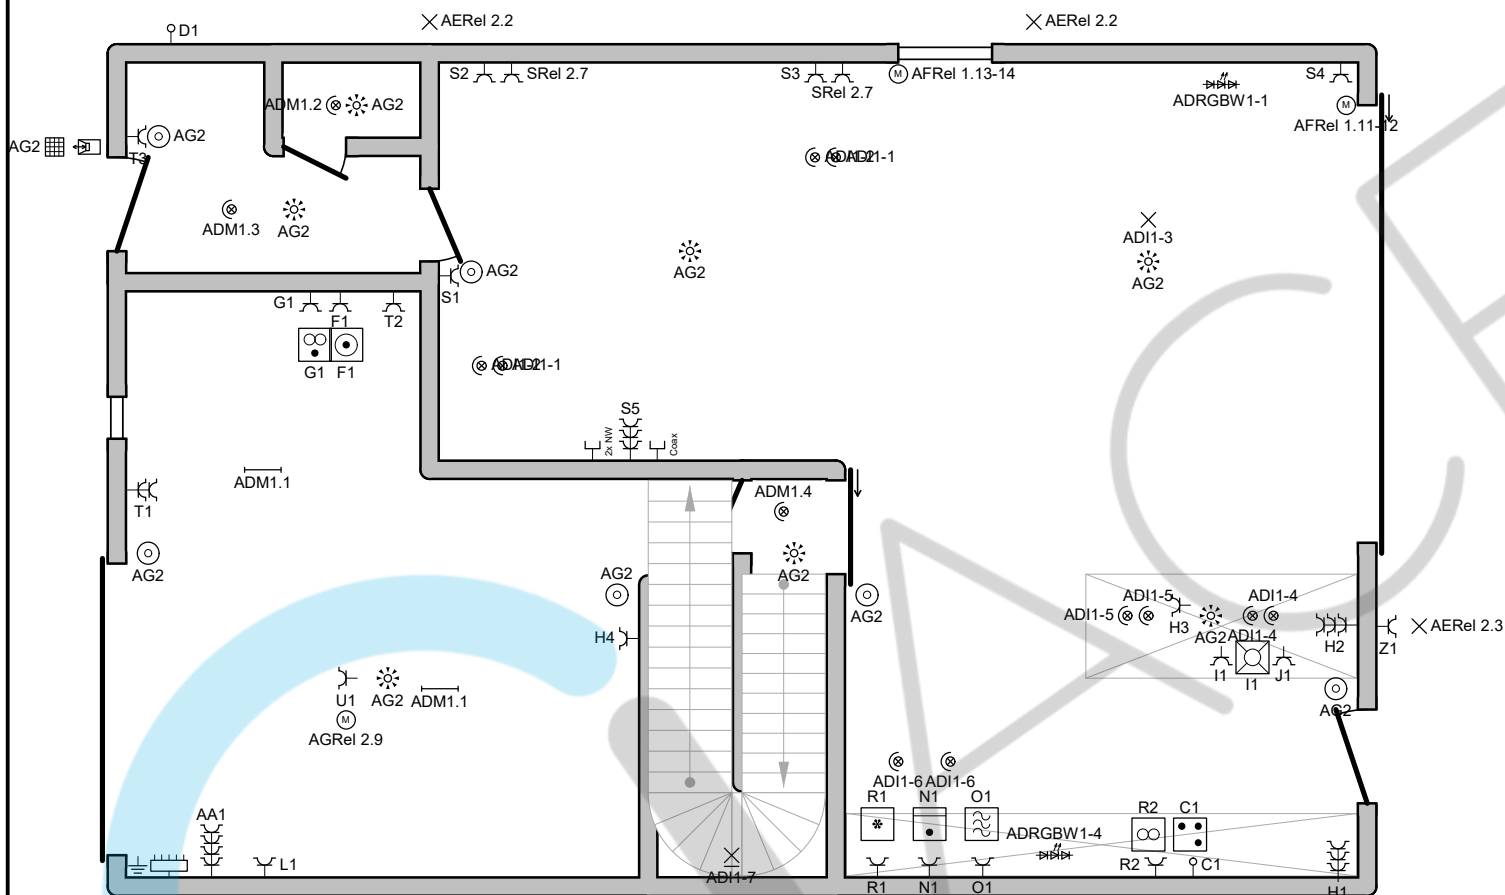 D1
AERel 2.2
AERel 2.2
S2
SRel 2.7
S3
SRel 2.7
M
AFRel 1.13-14
ADRGBW1-1
S4
M
AFRel 1.11-12
ADM1.2
AG2
AG2
T3
AG2
ADM1.3
AG2
S1
AG2
AG2
ADI1-3
AG2
G1
F1
T2
G1
F1
S5
2x NW
Coax
ADM1.1
T1
AG2
ADM1.4
AG2
AG2
AG2
H4
ADI1-5
ADI1-5
H3
AG2
ADI1-4
ADI1-4
H2
Z1
AERel 2.3
I1
I1
J1
AG2
U1
M
AGRel 2.9
AG2
ADM1.1
ADI1-6
ADI1-6
R1
N1
O1
ADRGBW1-4
R2
C1
AA1
L1
ADI1-7
R1
N1
O1
R2
C1
H1